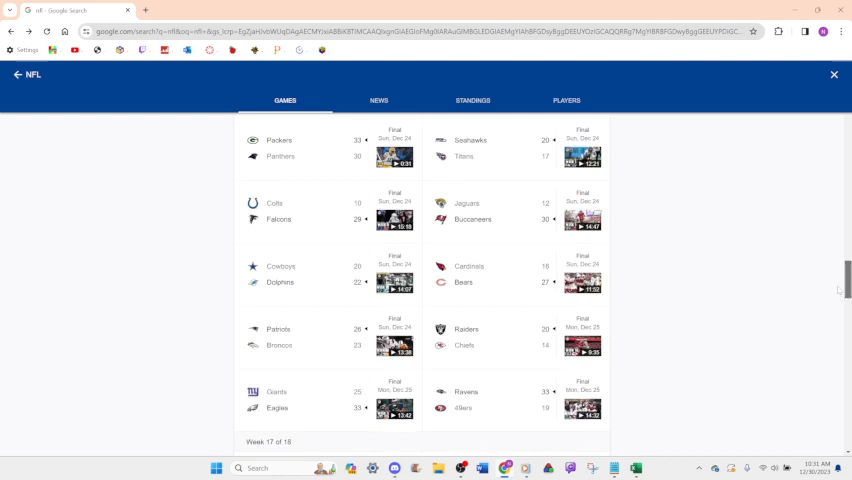 nfl - Google Search
google.com/search?q=nfl&oq=nfl+&gs_lcrp=
Settings
NFL
GAMES NEWS STANDINGS PLAYERS
Packers 33
Panthers 30
Final
Sun, Dec 24
0:31
Seahawks 20
Titans 17
Final
Sun, Dec 24
12:21
Colts 10
Falcons 29
Final
Sun, Dec 24
15:18
Jaguars 12
Buccaneers 30
Final
Sun, Dec 24
14:47
Cowboys 20
Dolphins 22
Final
Sun, Dec 24
14:07
Cardinals 16
Bears 27
Final
Sun, Dec 24
11:52
Patriots 26
Broncos 23
Final
Sun, Dec 24
13:38
Raiders 20
Chiefs 14
Final
Mon, Dec 25
9:35
Giants 25
Eagles 33
Final
Mon, Dec 25
13:42
Ravens 33
49ers 19
Final
Mon, Dec 25
14:32
Week 17 of 18
Search
10:31 AM
12/30/2023